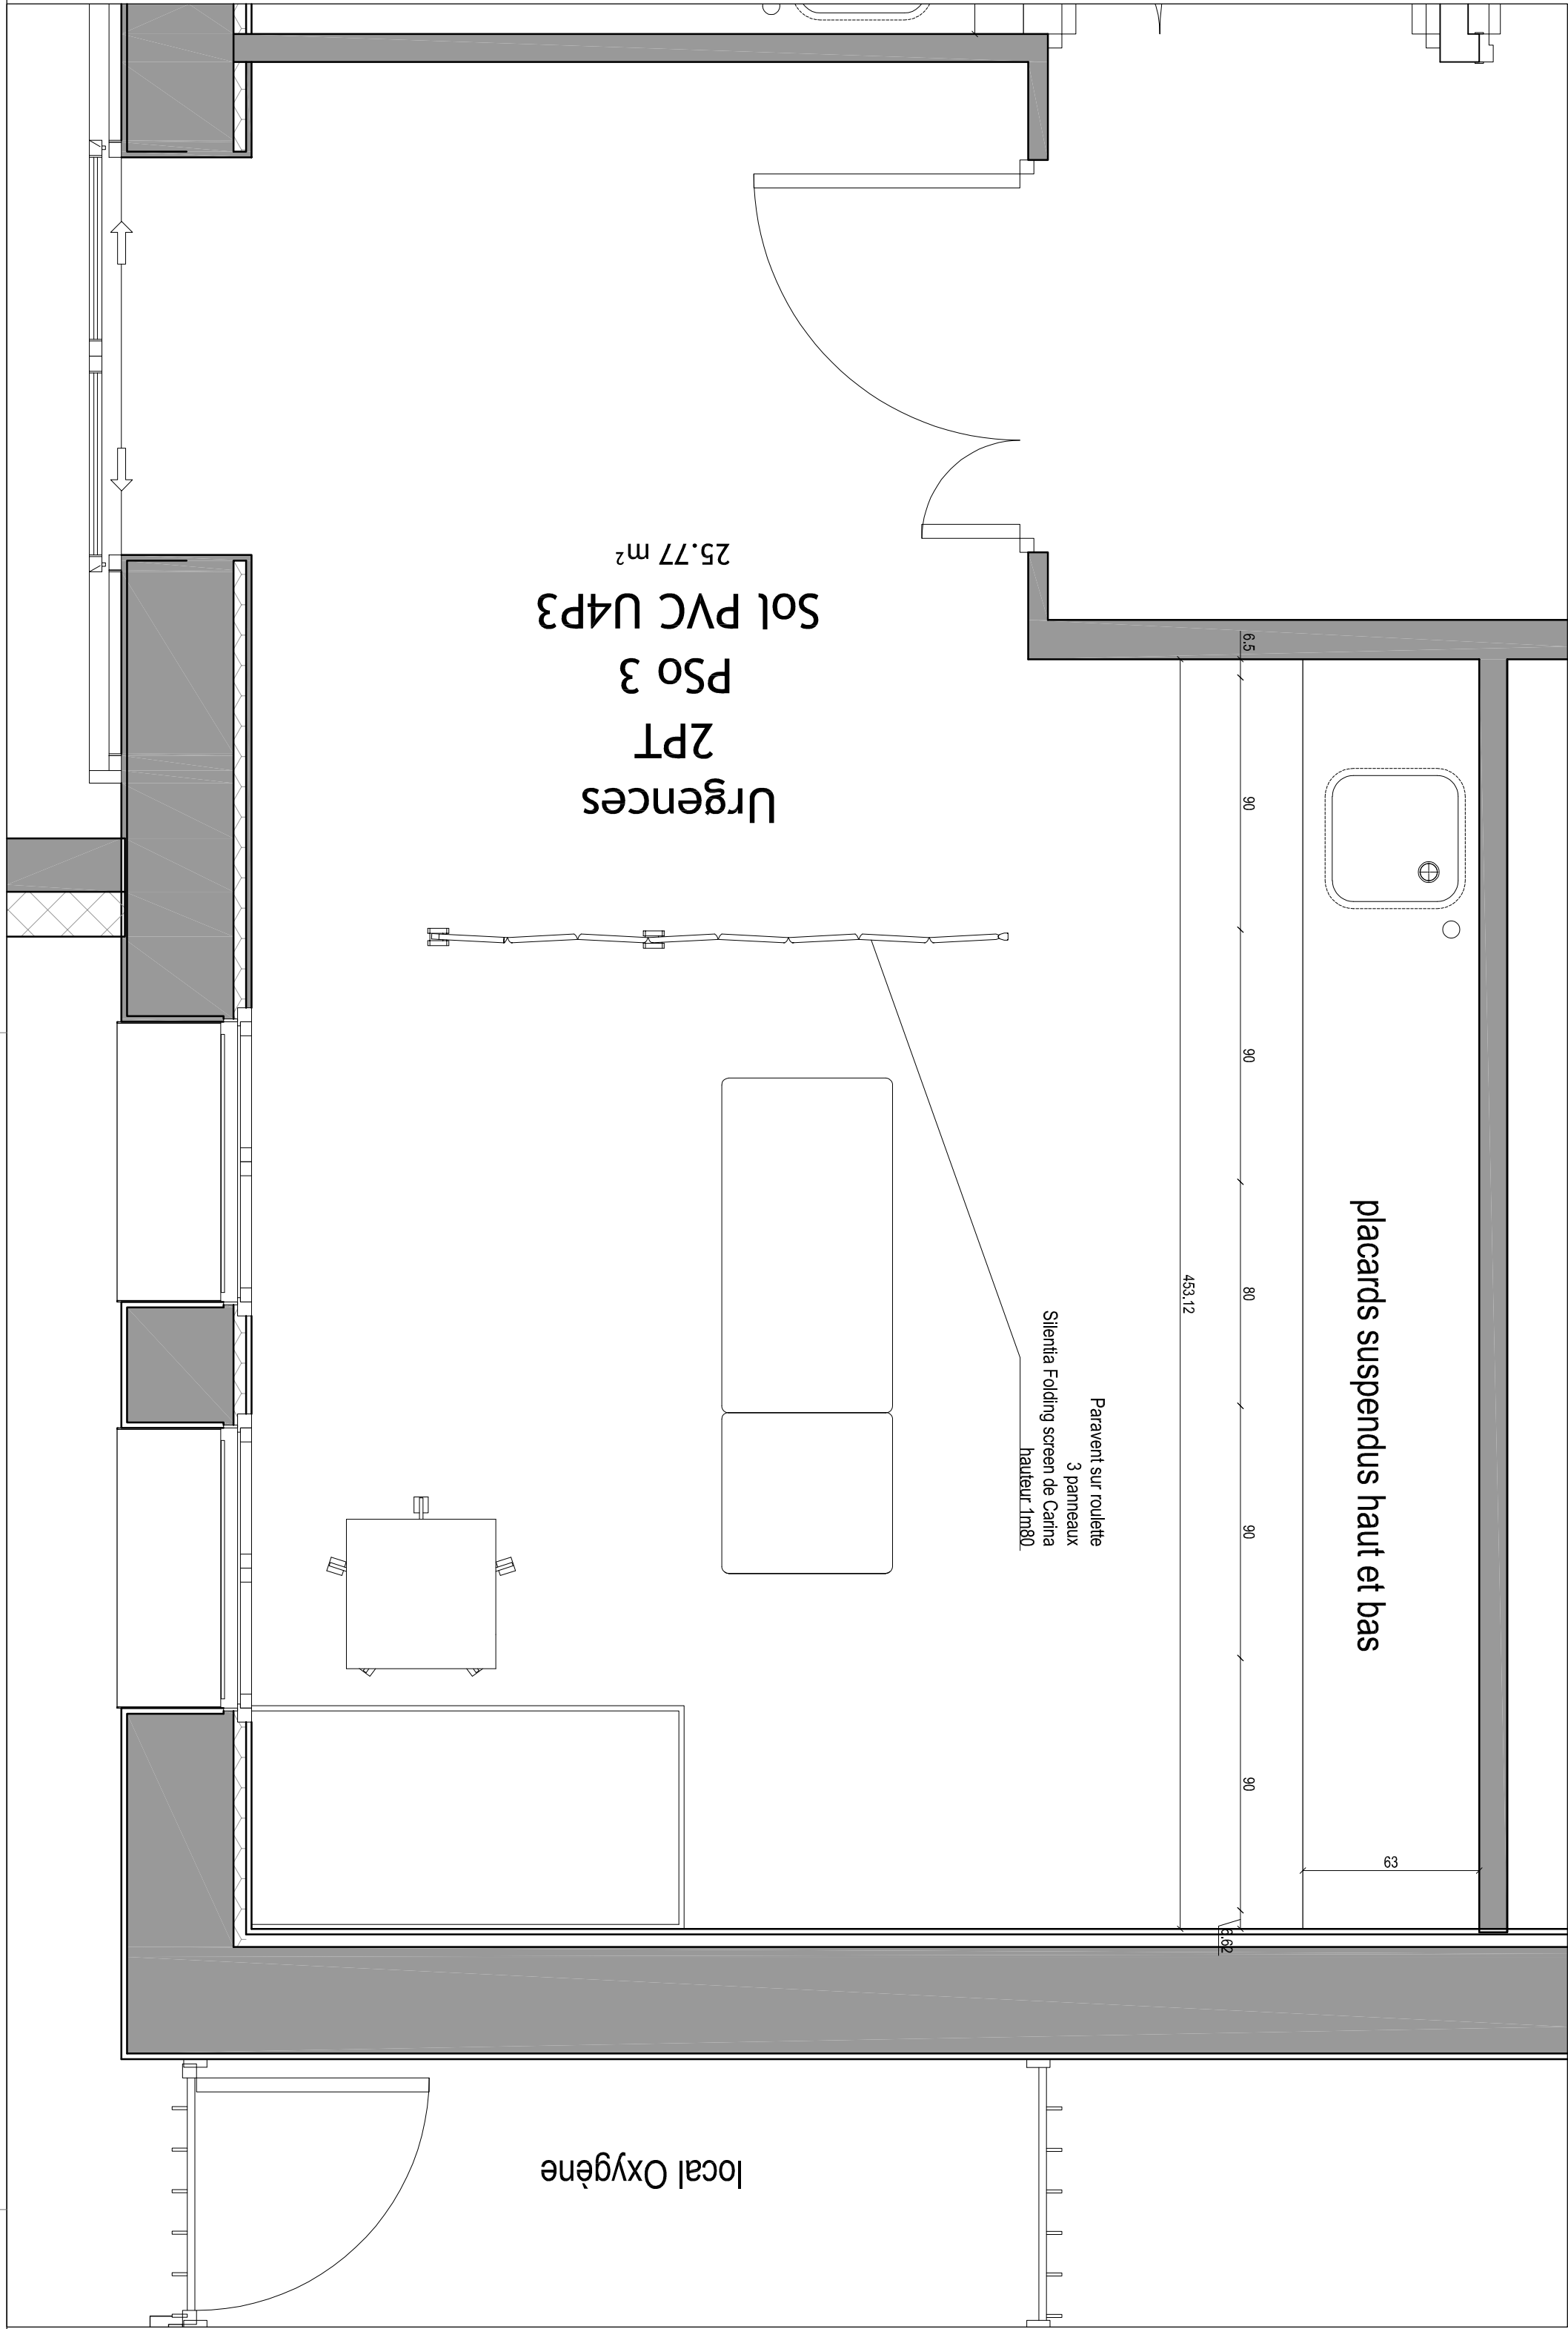 Urgences
2PT
PSo 3
Sol PVC U4P3
25.77 m²
Paravent sur roulette
3 panneaux
Silentia Folding screen de Carina
hauteur 1m80
placards suspendus haut et bas
453.12
6.5
90
90
80
90
90
6.62
63
local Oxygène